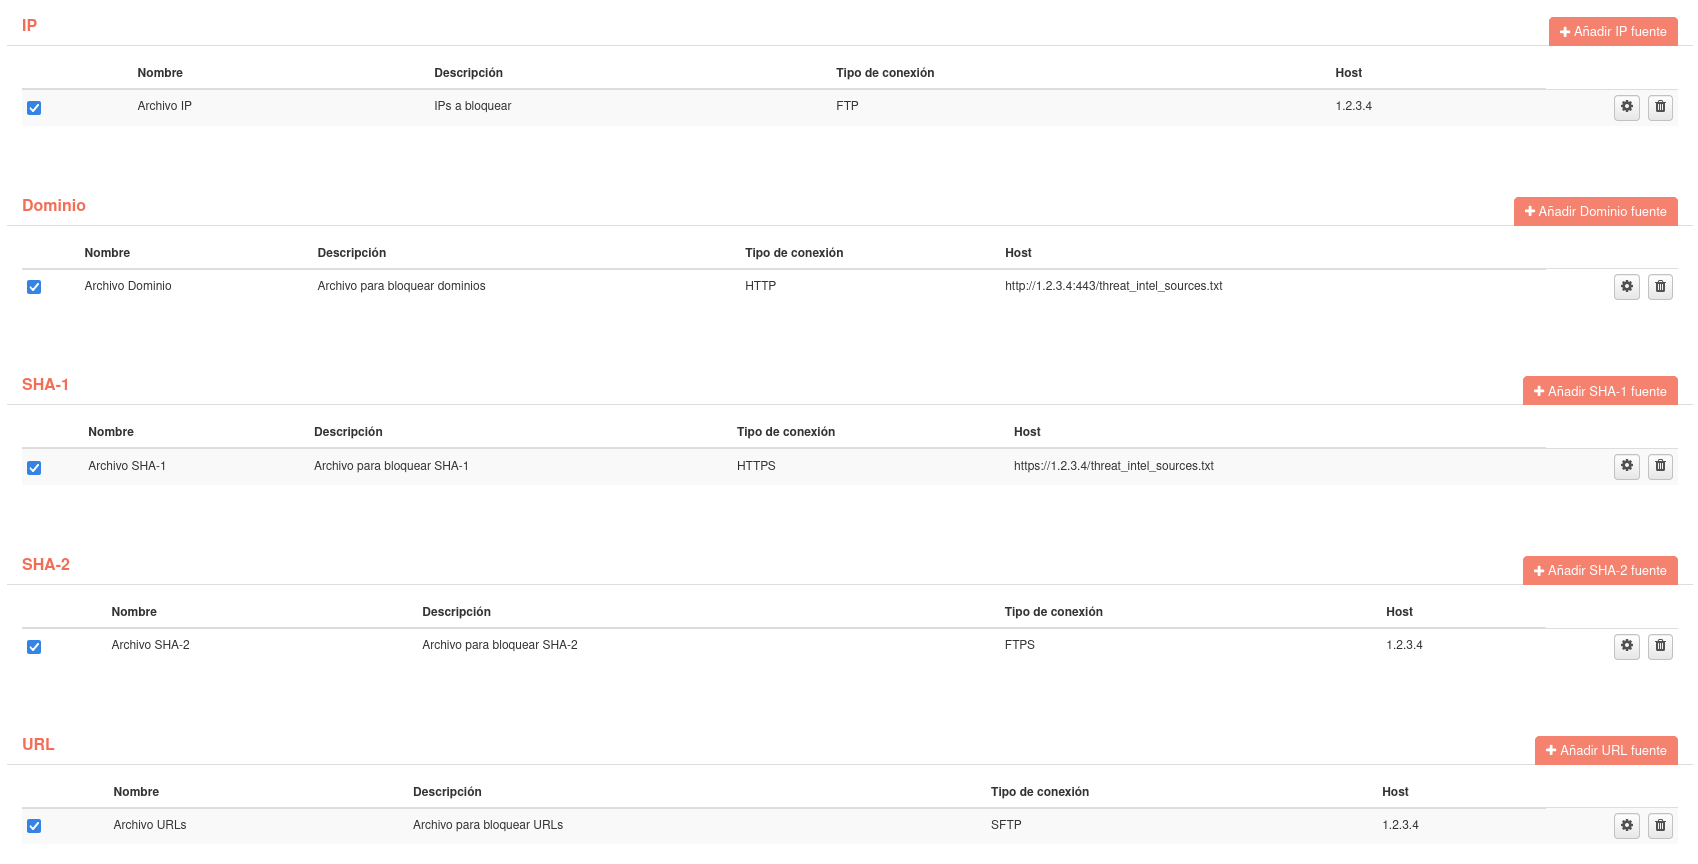 IP
Añadir IP fuente
Nombre Descripción Tipo de conexión Host
Archivo IP IPs a bloquear FTP 1.2.3.4
Dominio
Añadir Dominio fuente
Nombre Descripción Tipo de conexión Host
Archivo Dominio Archivo para bloquear dominios HTTP http://1.2.3.4:443/threat_intel_sources.txt
SHA-1
Añadir SHA-1 fuente
Nombre Descripción Tipo de conexión Host
Archivo SHA-1 Archivo para bloquear SHA-1 HTTPS https://1.2.3.4/threat_intel_sources.txt
SHA-2
Añadir SHA-2 fuente
Nombre Descripción Tipo de conexión Host
Archivo SHA-2 Archivo para bloquear SHA-2 FTPS 1.2.3.4
URL
Añadir URL fuente
Nombre Descripción Tipo de conexión Host
Archivo URLs Archivo para bloquear URLs SFTP 1.2.3.4